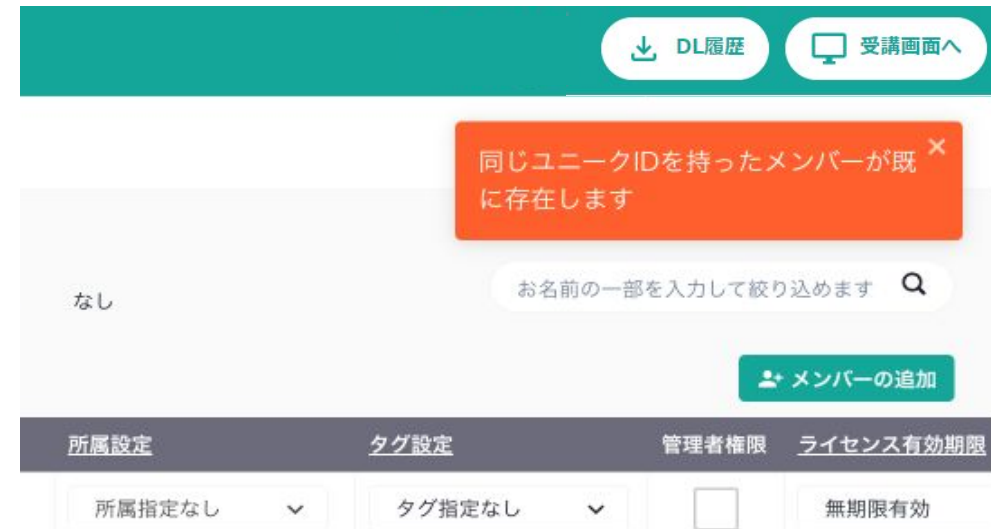 DL履歴 受講画面へ
同じユニークIDを持ったメンバーが既
に存在します
なし お名前の一部を入力して絞り込めます
メンバーの追加
所属設定 タグ設定 管理者権限 ライセンス有効期限
所属指定なし タグ指定なし 無期限有効